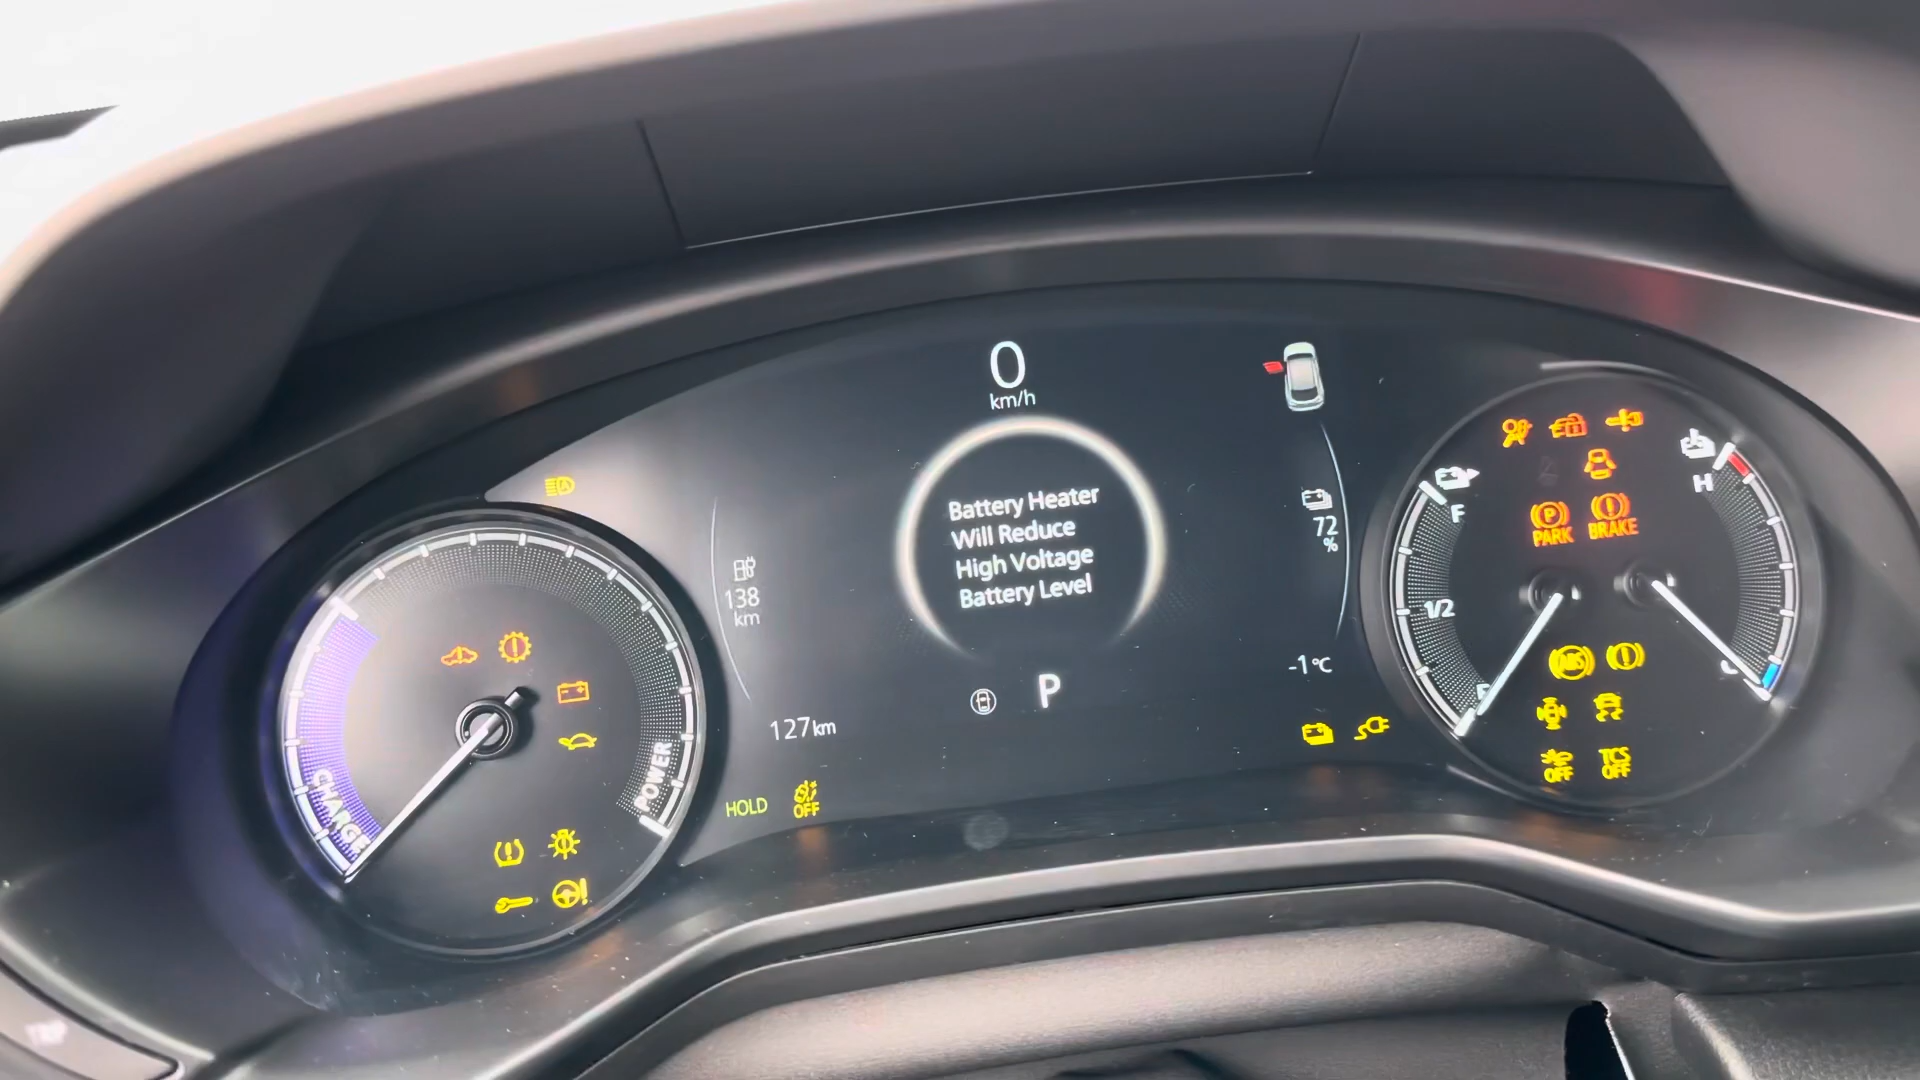 0
km/h
Battery Heater
Will Reduce
High Voltage
Battery Level
138
km
72
%
-1°C
P
127km
HOLD
OFF
CHARGE
POWER
F
1/2
H
P
PARK
BRAKE
ABS
OFF
TCS
OFF